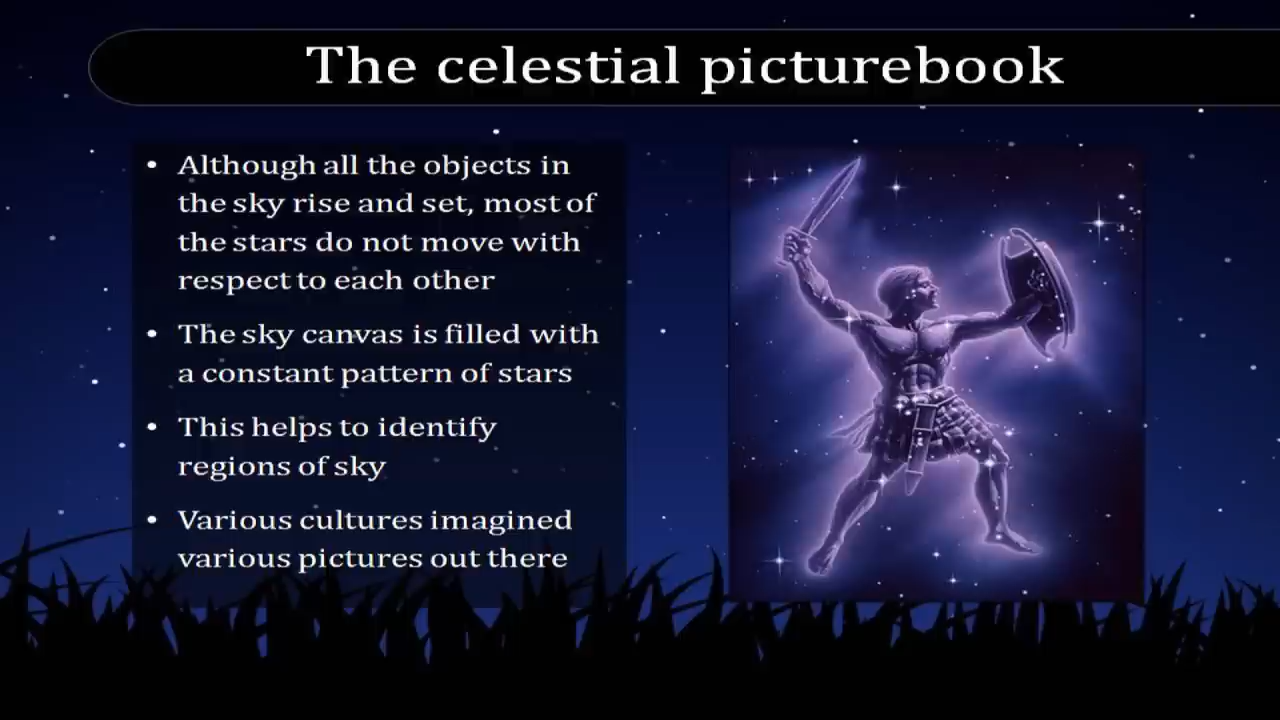 The celestial picturebook
• Although all the objects in
the sky rise and set, most of
the stars do not move with
respect to each other
• The sky canvas is filled with
a constant pattern of stars
• This helps to identify
regions of sky
• Various cultures imagined
various pictures out there